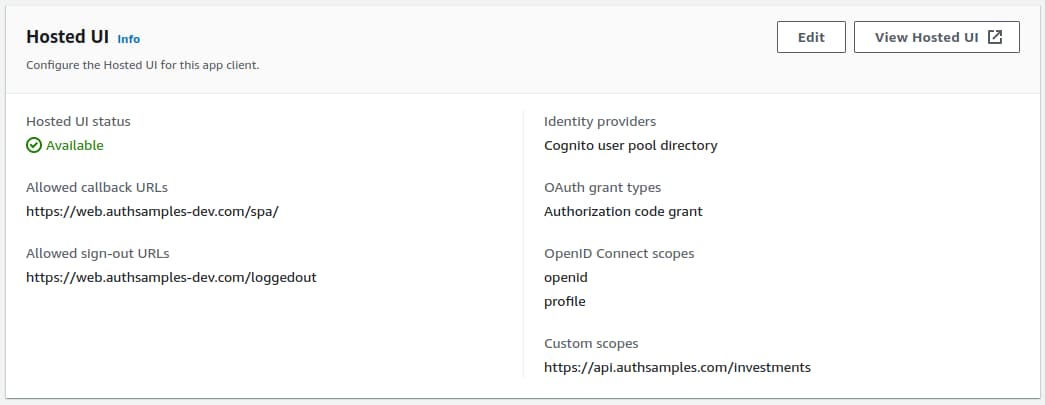 Hosted UI Info
Edit
View Hosted UI
Configure the Hosted UI for this app client.
Hosted UI status
Available
Allowed callback URLs
https://web.authsamples-dev.com/spa/
Allowed sign-out URLs
https://web.authsamples-dev.com/loggedout
Identity providers
Cognito user pool directory
OAuth grant types
Authorization code grant
OpenID Connect scopes
openid
profile
Custom scopes
https://api.authsamples.com/investments